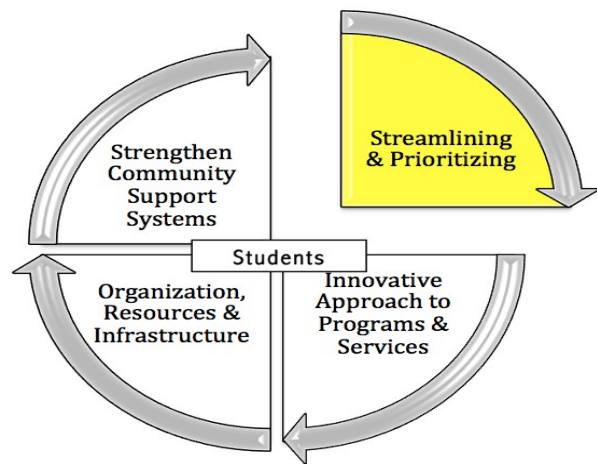 Streamlining
& Prioritizing
Strengthen
Community
Support
Systems
Students
Organization,
Resources &
Infrastructure
Innovative
Approach to
Programs &
Services